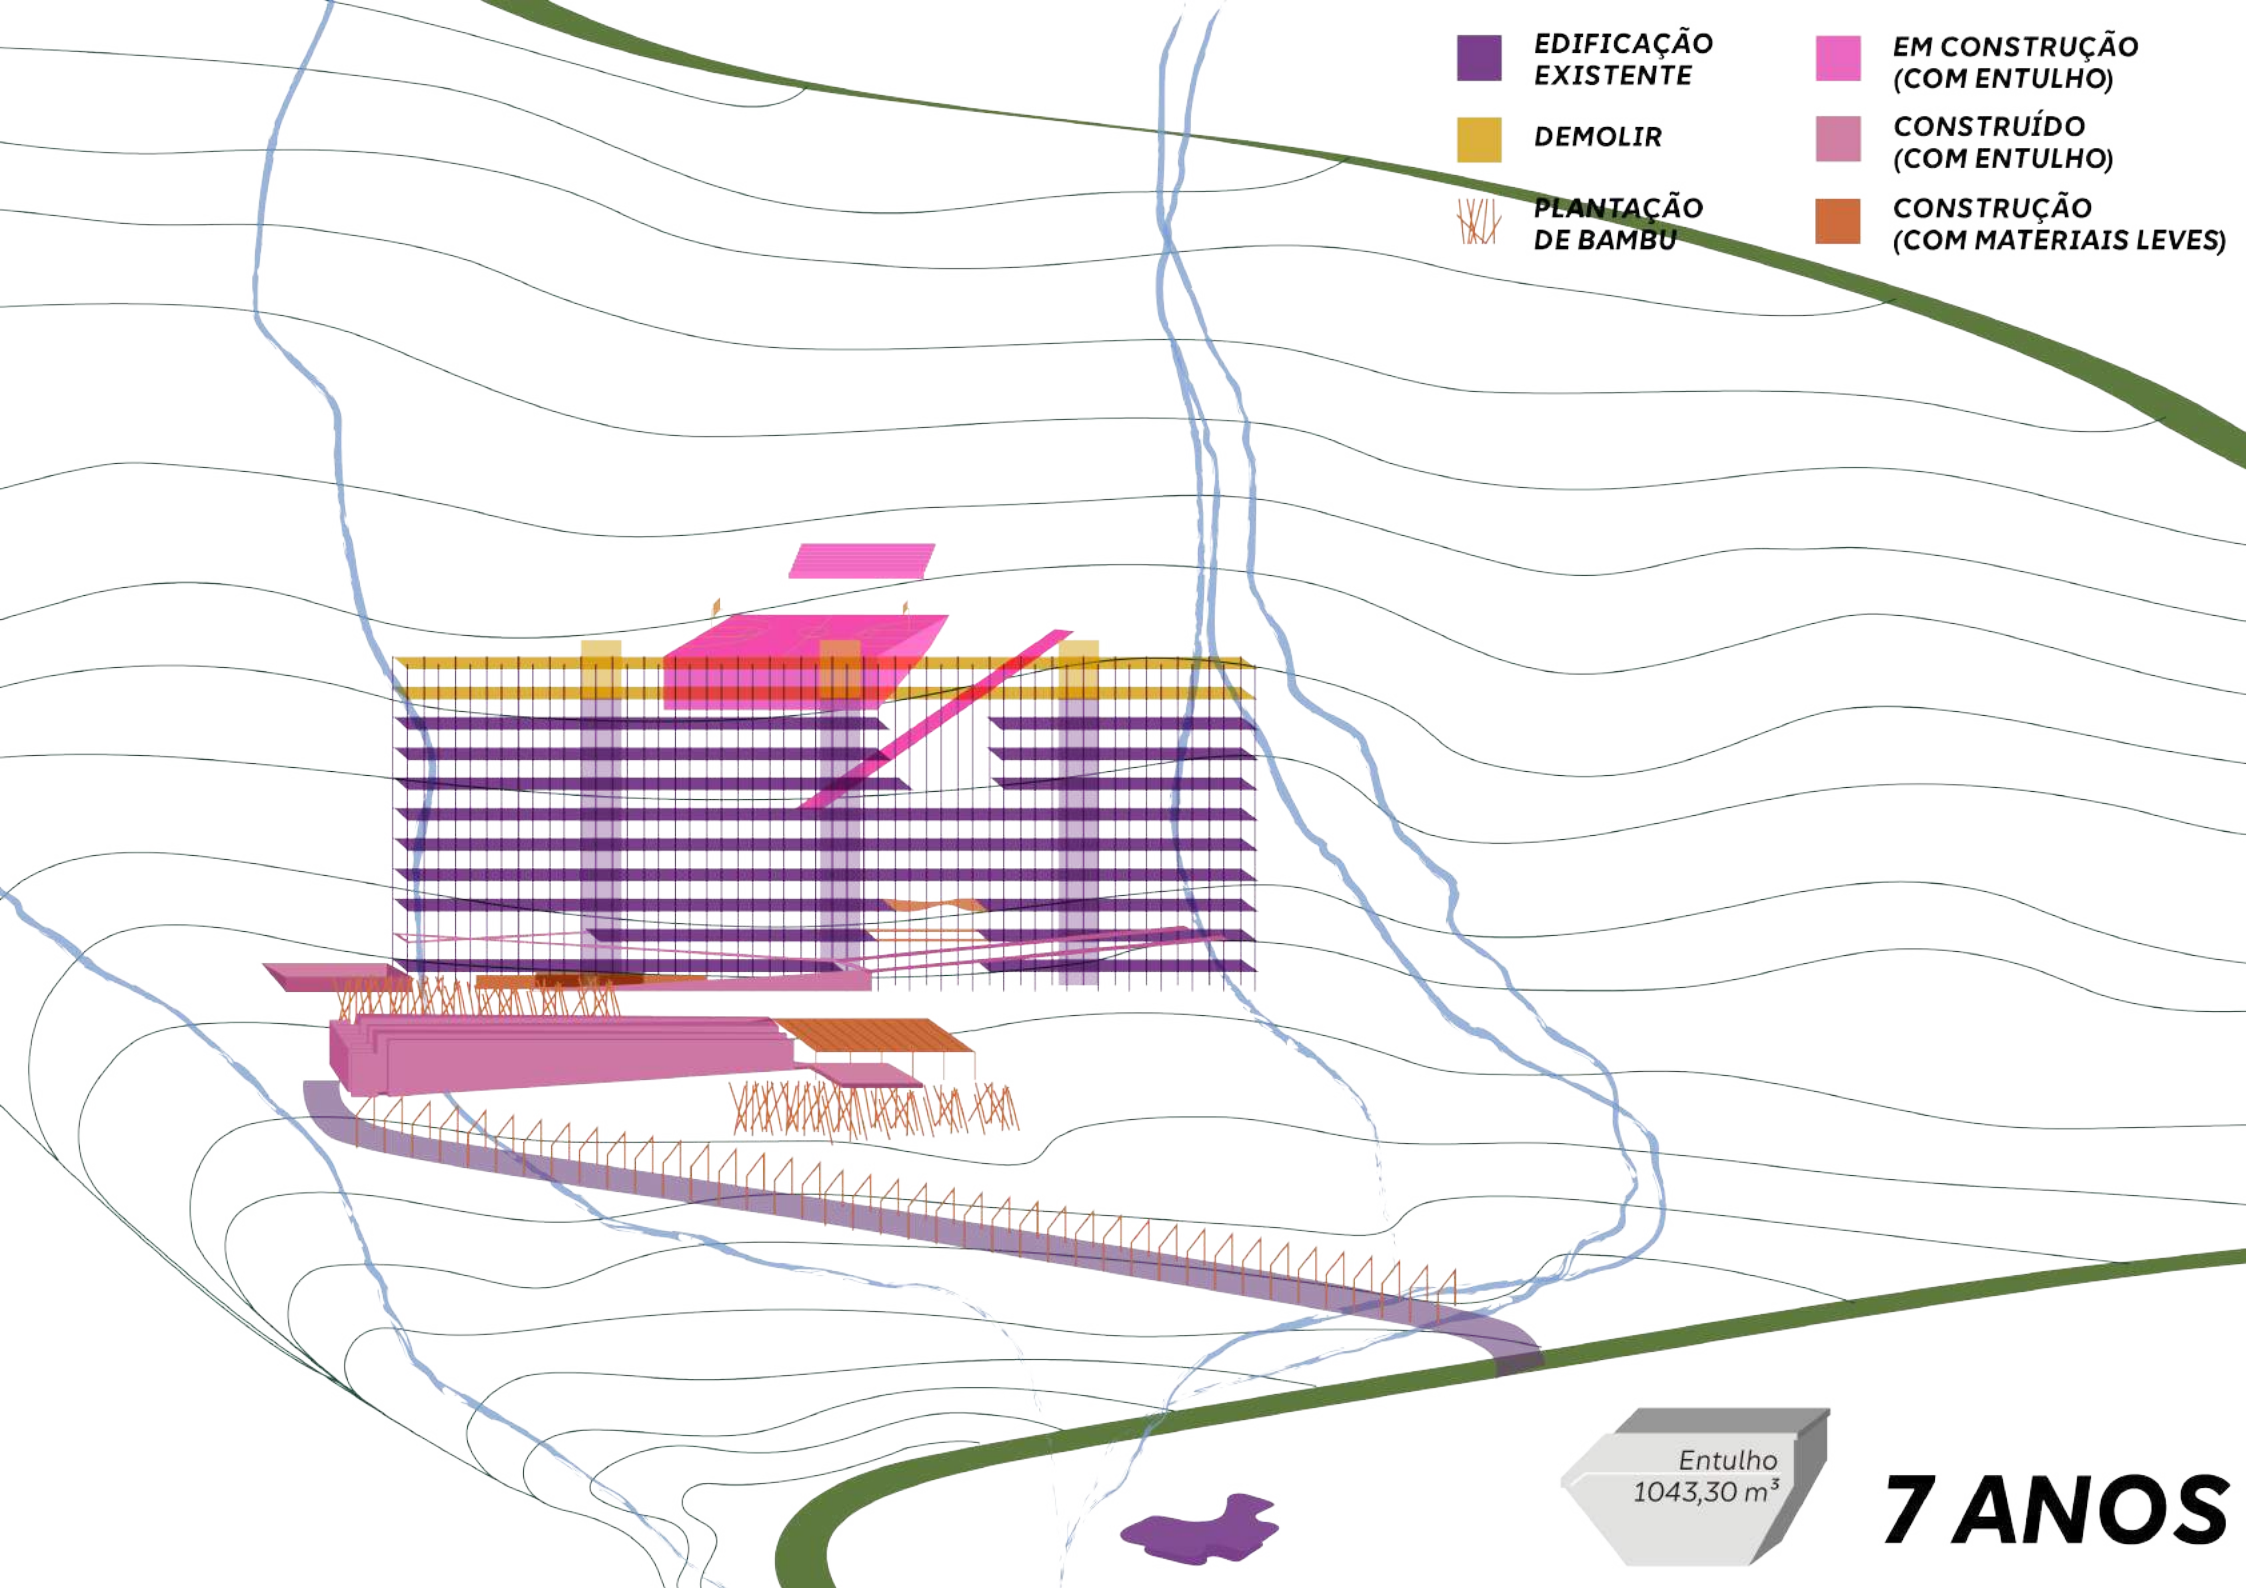 EDIFICAÇÃO
EXISTENTE
DEMOLIR
PLANTAÇÃO
DE BAMBU
EM CONSTRUÇÃO
(COM ENTULHO)
CONSTRUÍDO
(COM ENTULHO)
CONSTRUÇÃO
(COM MATERIAIS LEVES)
Entulho
1043,30 m³
7 ANOS